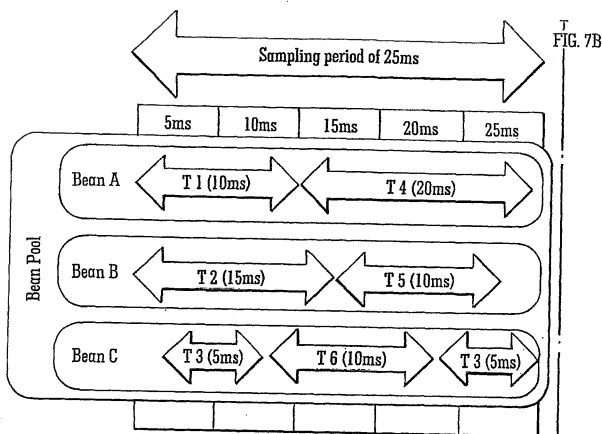 T
FIG. 7B
Sampling period of 25ms
5ms 10ms 15ms 20ms 25ms
Bean Pool
Bean A
T 1 (10ms)
T 4 (20ms)
Bean B
T 2 (15ms)
T 5 (10ms)
Bean C
T 3 (5ms)
T 6 (10ms)
T 3 (5ms)